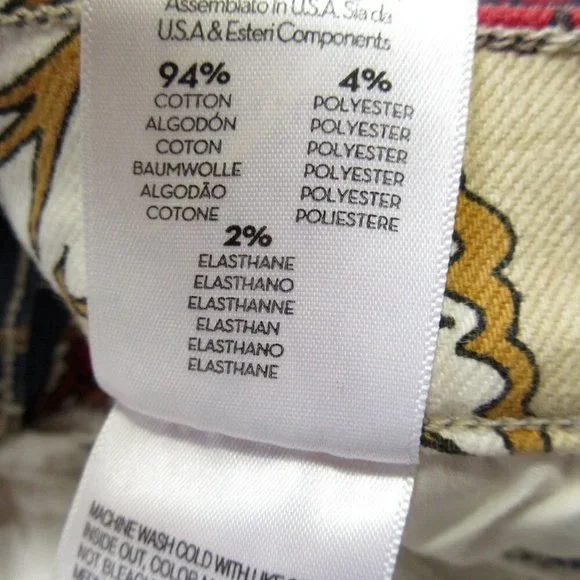 Assemblato in U.S.A. Sia da
U.S.A & Esteri Components
94%
COTTON
ALGODÓN
COTON
BAUMWOLLE
ALGODÃO
COTONE
4%
POLYESTER
POLYESTER
POLYESTER
POLYESTER
POLYESTER
POLIESTERE
2%
ELASTHANE
ELASTHANO
ELASTHANNE
ELASTHAN
ELASTHANO
ELASTHANE
MACHINE WASH COLD WITH LIKE
INSIDE OUT, COLOR
NOT BLEACH